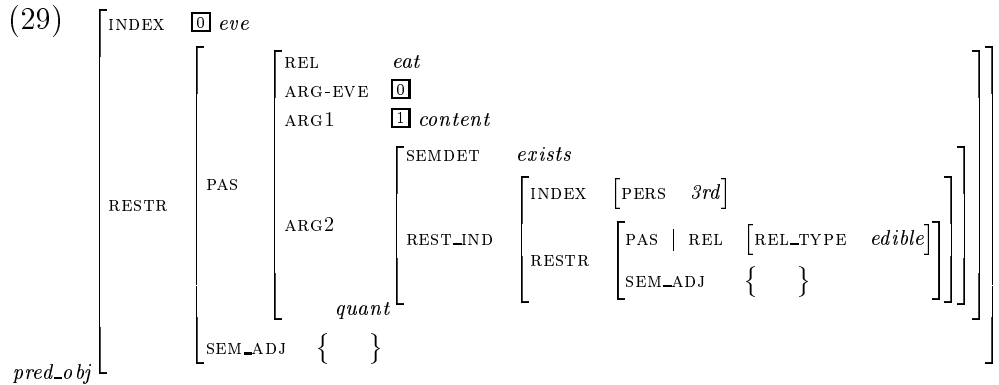 (29)
INDEX 0 eve
REL eat
ARG-EVE 0
ARG1 1 content
SEMDET exists
PAS
INDEX [PERS 3rd]
RESTR
ARG2
REST_IND
PAS | REL [REL_TYPE edible]
RESTR
SEM_ADJ { }
quant
SEM_ADJ { }
pred_obj